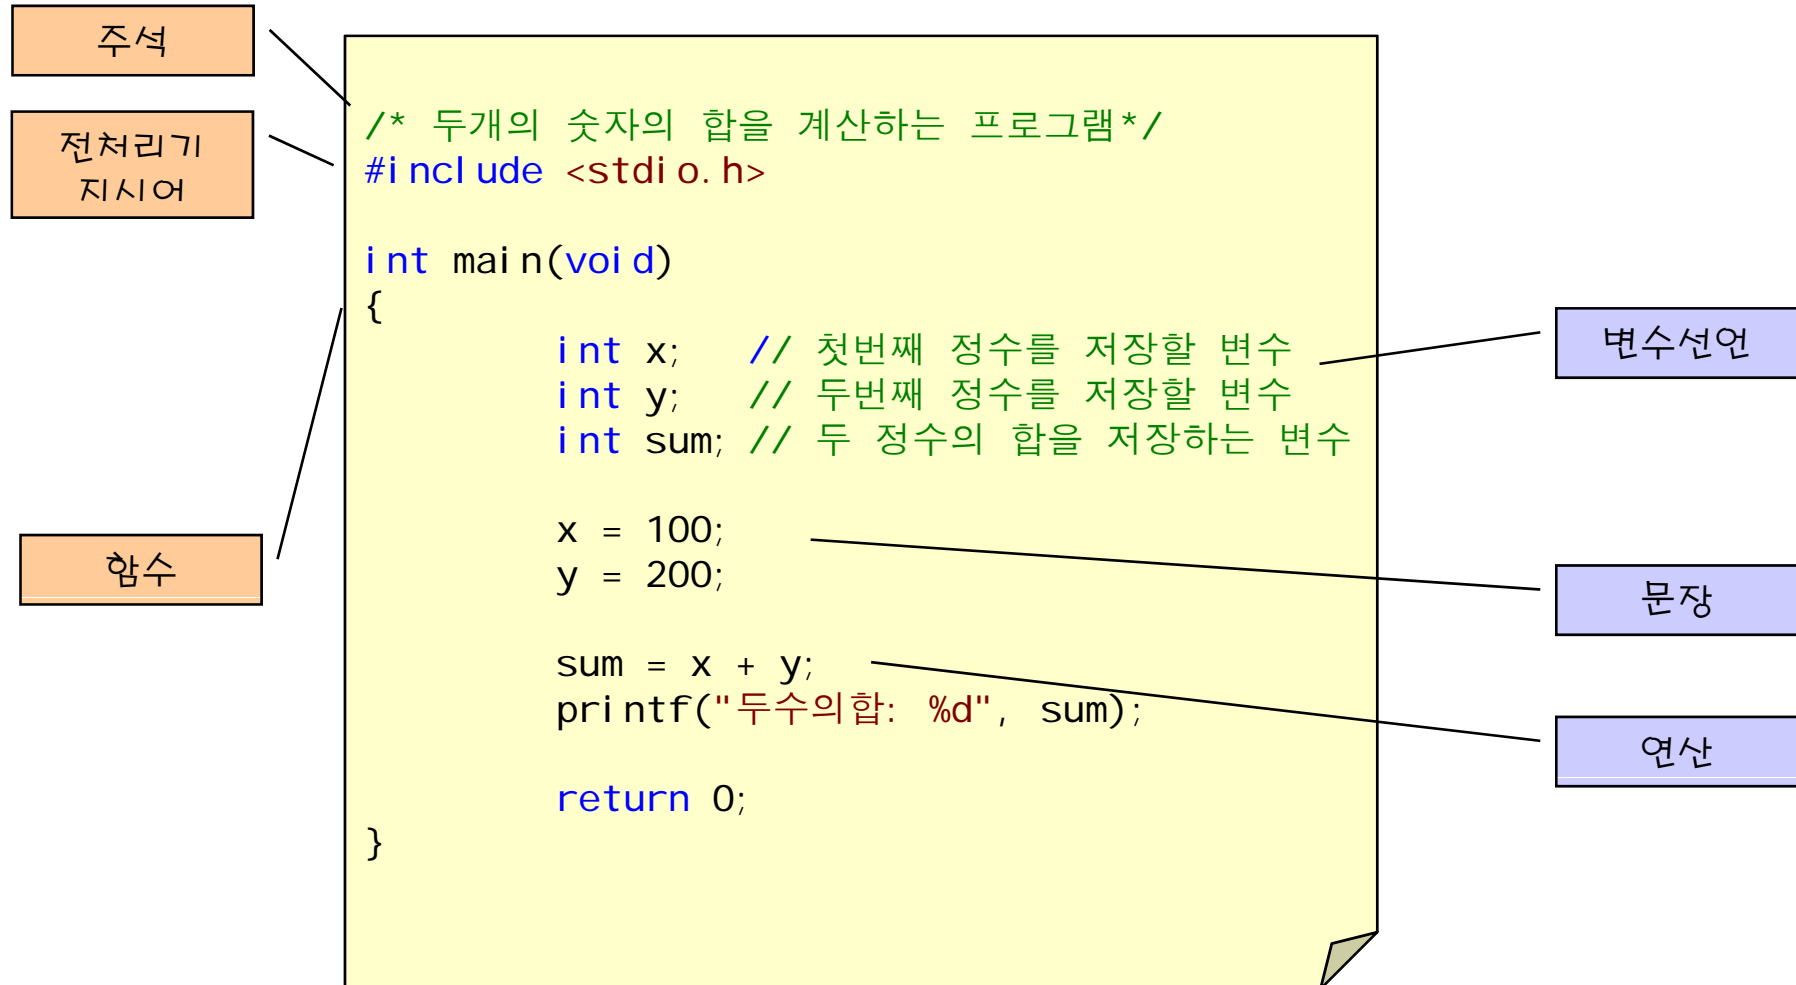 주석
전처리기
지시어
함수
/* 두개의 숫자의 합을 계산하는 프로그램*/
#include <stdio.h>
int main(void)
{
int x; // 첫번째 정수를 저장할 변수
int y; // 두번째 정수를 저장할 변수
int sum; // 두 정수의 합을 저장하는 변수
x = 100;
y = 200;
sum = x + y;
printf("두수의합: %d", sum);
return 0;
}
변수선언
문장
연산